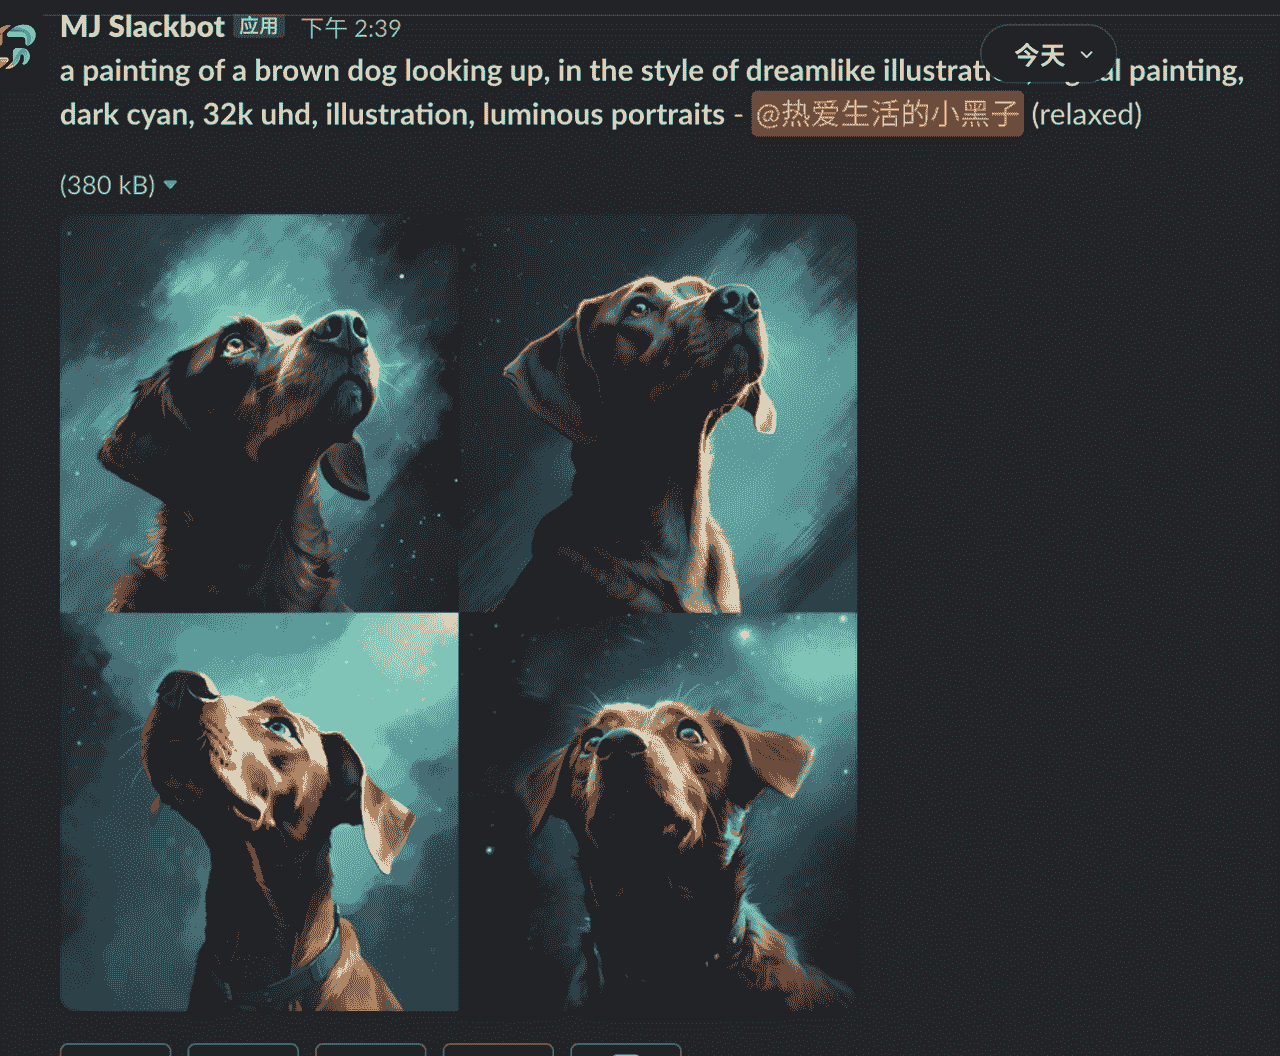 MJ Slackbot 应用 下午 2:39
今天
a painting of a brown dog looking up, in the style of dreamlike painting,
dark cyan, 32k uhd, illustration, luminous portraits - @热爱生活的小黑子 (relaxed)
(380 kB)